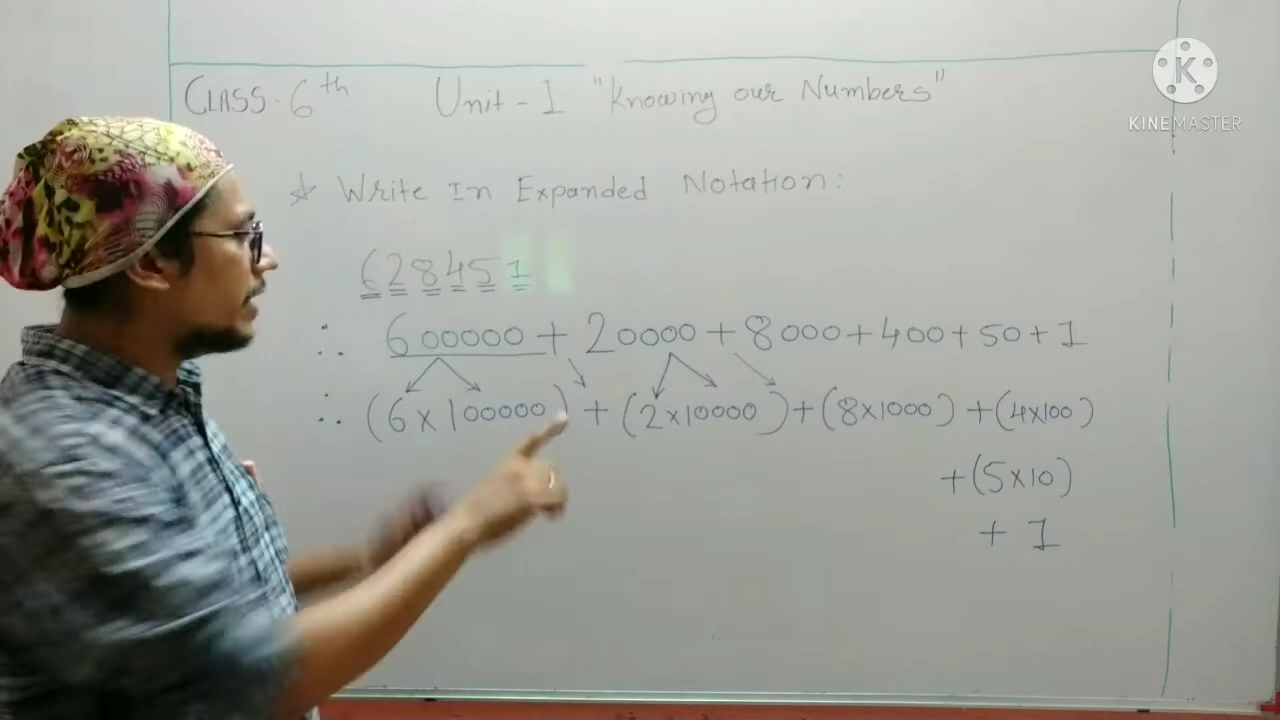 CLASS - 6th Unit - 1 "Knowing our Numbers"
KINEMASTER
☆ Write In Expanded Notation:
628451
∴ 600000 + 20000 + 8000 + 400 + 50 + 1
∴ (6 x 100000) + (2 x 10000) + (8 x 1000) + (4 x 100)
+ (5 x 10)
+ 1